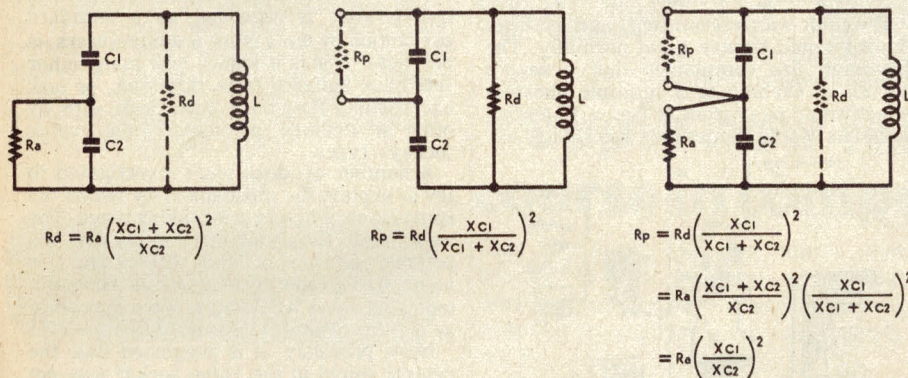 C1
Ra
C2
Rd
L
Rd = Ra ( (XC1 + XC2) / XC2 )²
Rp
C1
C2
Rd
L
Rp = Rd ( XC1 / (XC1 + XC2) )²
Rp
C1
Ra
C2
Rd
L
Rp = Rd ( XC1 / (XC1 + XC2) )²
= Ra ( (XC1 + XC2) / XC2 )² ( XC1 / (XC1 + XC2) )²
= Ra ( XC1 / XC2 )²